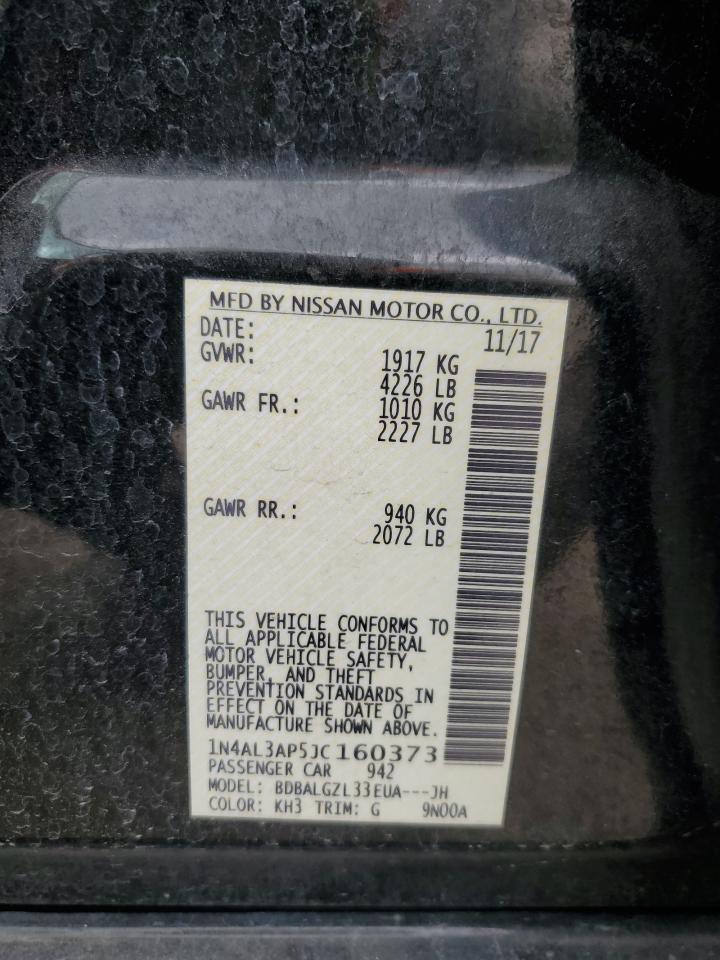 MFD BY NISSAN MOTOR CO., LTD.
DATE: 11/17
GVWR: 1917 KG
4226 LB
GAWR FR.: 1010 KG
2227 LB
GAWR RR.: 940 KG
2072 LB
THIS VEHICLE CONFORMS TO
ALL APPLICABLE FEDERAL
MOTOR VEHICLE SAFETY,
BUMPER, AND THEFT
PREVENTION STANDARDS IN
EFFECT ON THE DATE OF
MANUFACTURE SHOWN ABOVE.
1N4AL3AP5JC160373
PASSENGER CAR 942
MODEL: BDBALGZL33EUA---JH
COLOR: KH3 TRIM: G 9N00A